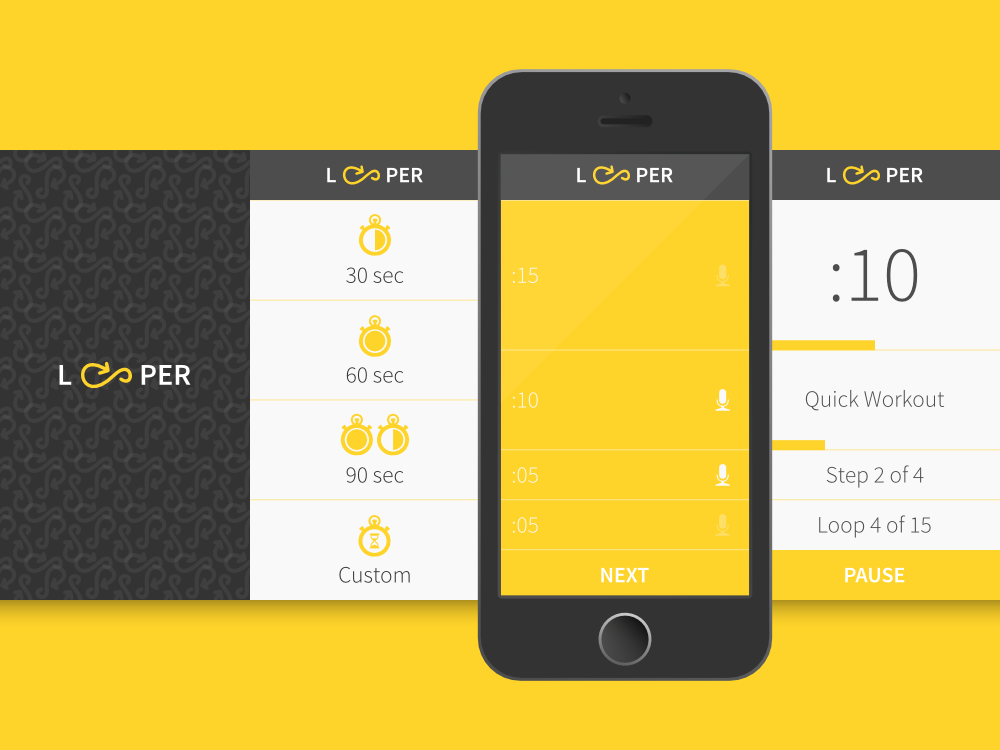 L PER
L PER
30 sec
60 sec
90 sec
Custom
L PER
:15
:10
:05
:05
NEXT
L PER
:10
Quick Workout
Step 2 of 4
Loop 4 of 15
PAUSE